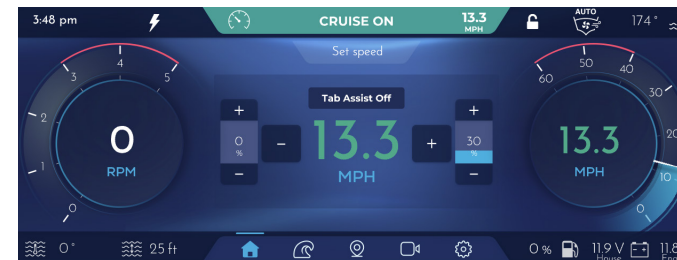 3:48 pm
CRUISE ON
13.3
MPH
AUTO
174°
Set speed
Tab Assist Off
0
1
2
3
4
5
0
RPM
+
0
%
-
-
13.3
MPH
+
+
30
%
-
60
50
40
30
20
10
0
13.3
MPH
0°
25 ft
0 %
11.9 V
House
11.8